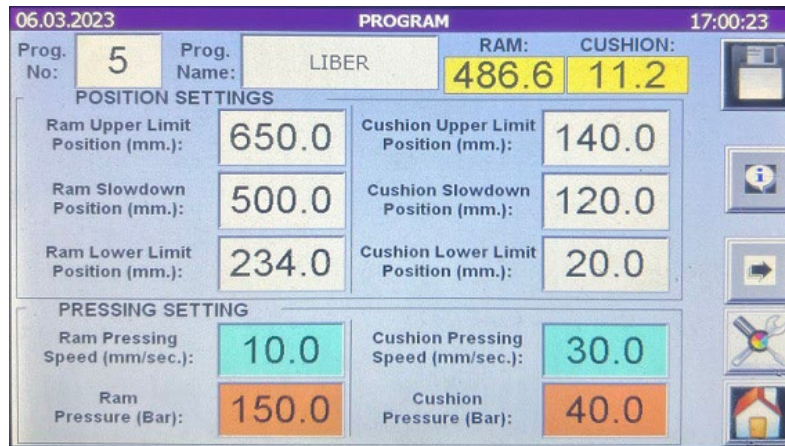 06.03.2023 PROGRAM 17:00:23
Prog. No: 5 Prog. Name: LIBER RAM: 486.6 CUSHION: 11.2
POSITION SETTINGS
Ram Upper Limit Position (mm.): 650.0 Cushion Upper Limit Position (mm.): 140.0
Ram Slowdown Position (mm.): 500.0 Cushion Slowdown Position (mm.): 120.0
Ram Lower Limit Position (mm.): 234.0 Cushion Lower Limit Position (mm.): 20.0
PRESSING SETTING
Ram Pressing Speed (mm/sec.): 10.0 Cushion Pressing Speed (mm/sec.): 30.0
Ram Pressure (Bar): 150.0 Cushion Pressure (Bar): 40.0